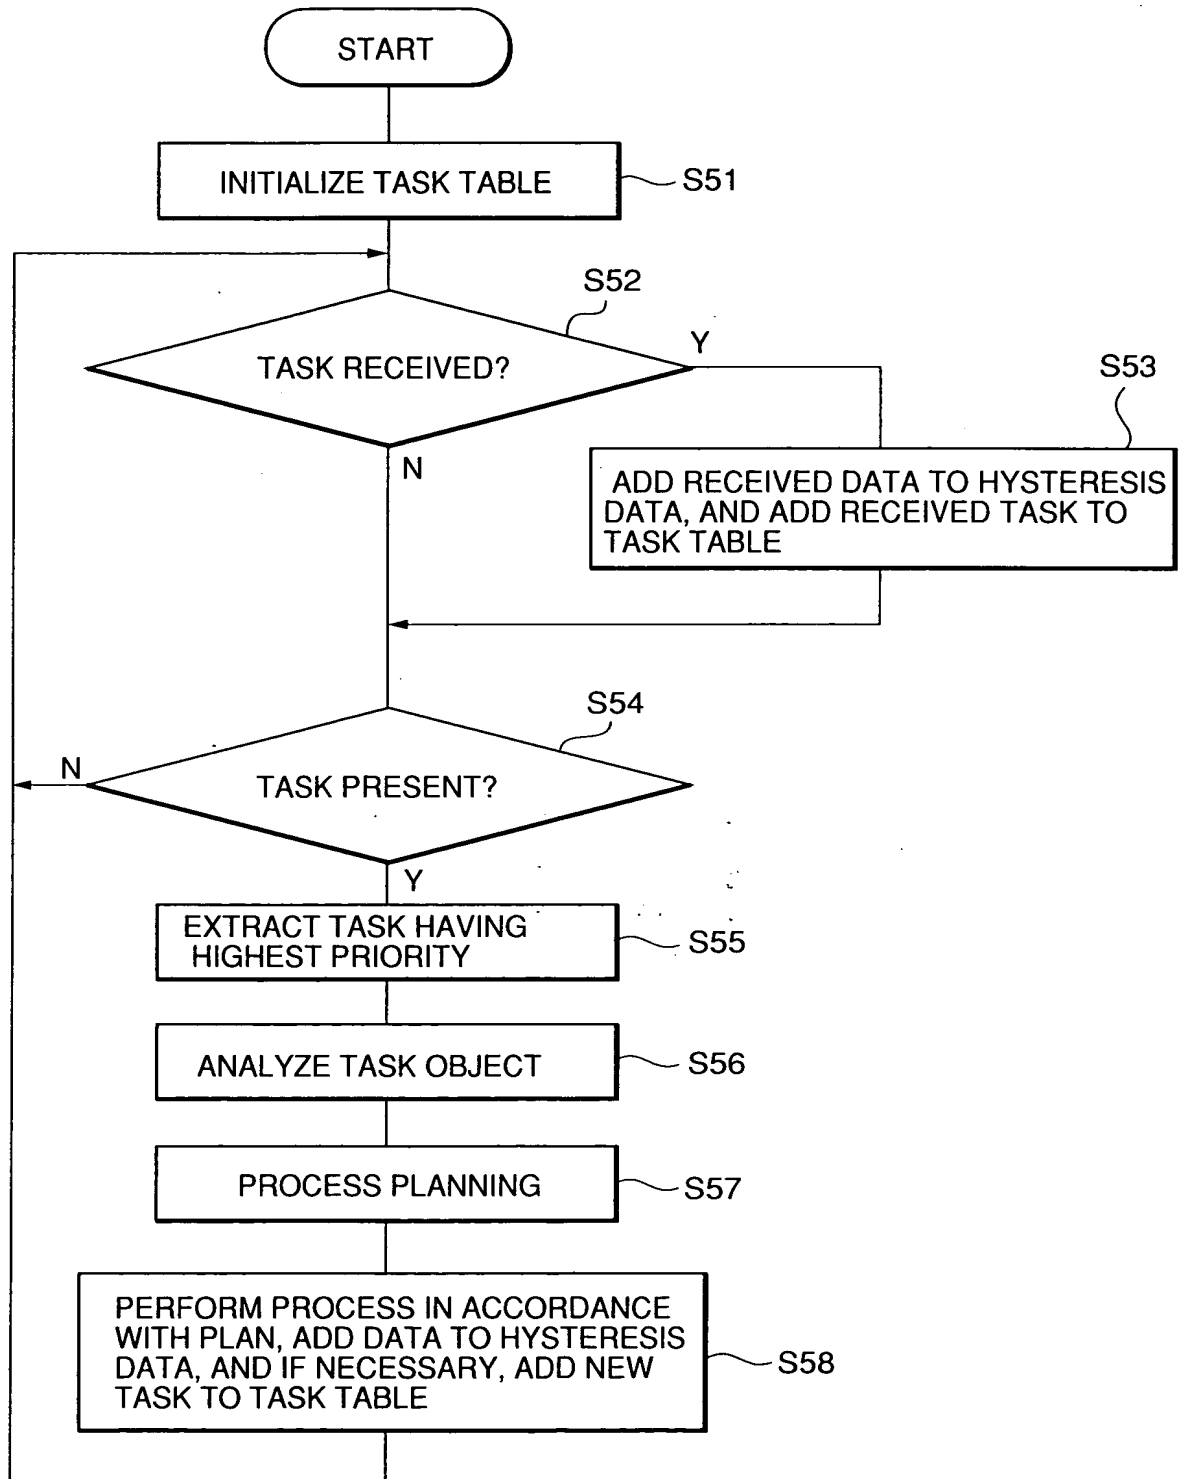 START
INITIALIZE TASK TABLE
S51
S52
TASK RECEIVED?
Y
N
S53
ADD RECEIVED DATA TO HYSTERESIS
DATA, AND ADD RECEIVED TASK TO
TASK TABLE
S54
N
TASK PRESENT?
Y
EXTRACT TASK HAVING
HIGHEST PRIORITY
S55
ANALYZE TASK OBJECT
S56
PROCESS PLANNING
S57
PERFORM PROCESS IN ACCORDANCE
WITH PLAN, ADD DATA TO HYSTERESIS
DATA, AND IF NECESSARY, ADD NEW
TASK TO TASK TABLE
S58